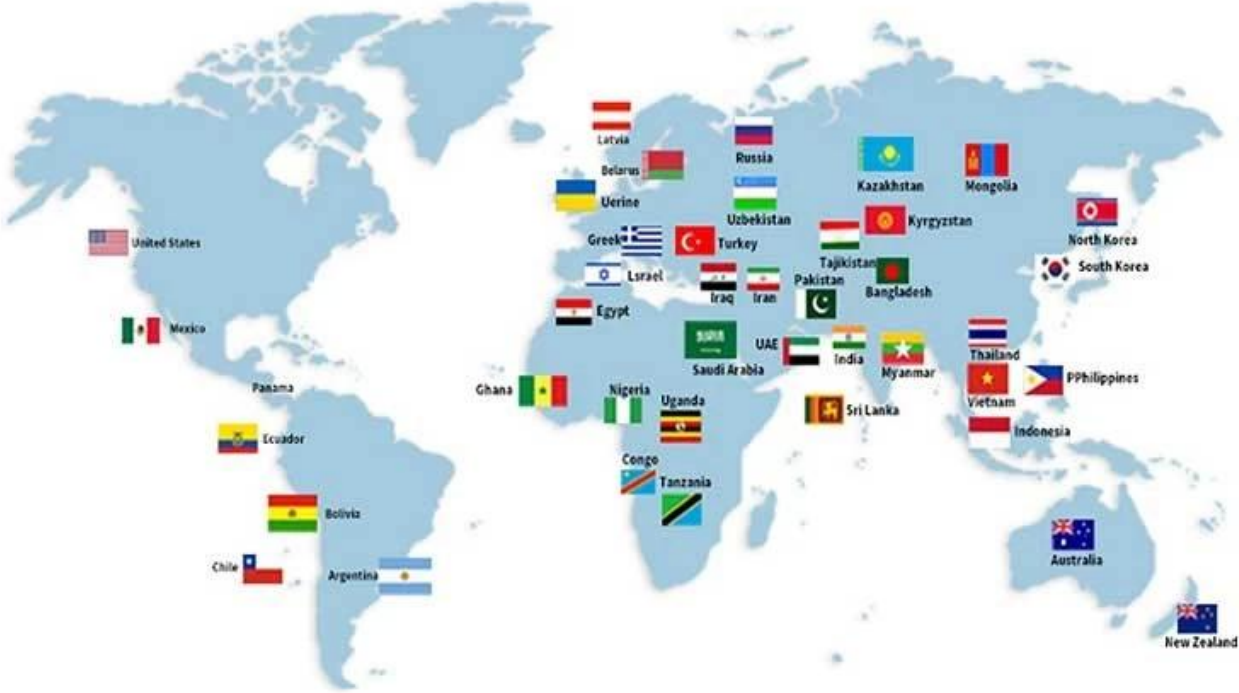 Latvia
Russia
Belarus
Kazakhstan
Mongolia
Uerine
Uzbekistan
Kyrgyzstan
United States
Greek
Turkey
Tajikistan
North Korea
South Korea
Lsrael
Iraq
Iran
Pakistan
Bangladesh
Egypt
Mexico
Saudi Arabia
UAE
India
Myanmar
Thailand
Panama
Ghana
Nigeria
Uganda
Vietnam
PPhilippines
Sri Lanka
Indonesia
Ecuador
Congo
Tanzania
Bolivia
Chile
Argentina
Australia
New Zealand